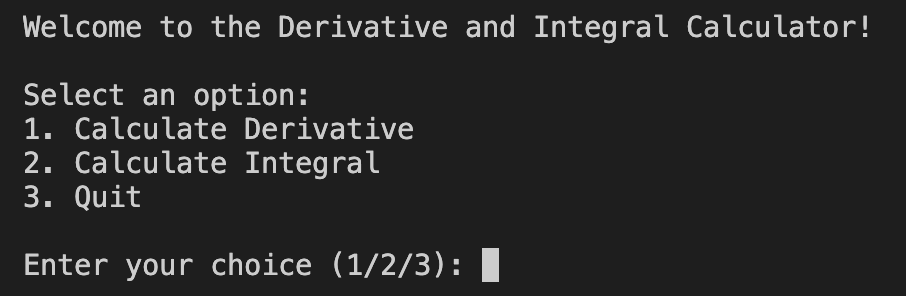 Welcome to the Derivative and Integral Calculator!
Select an option:
1. Calculate Derivative
2. Calculate Integral
3. Quit
Enter your choice (1/2/3):